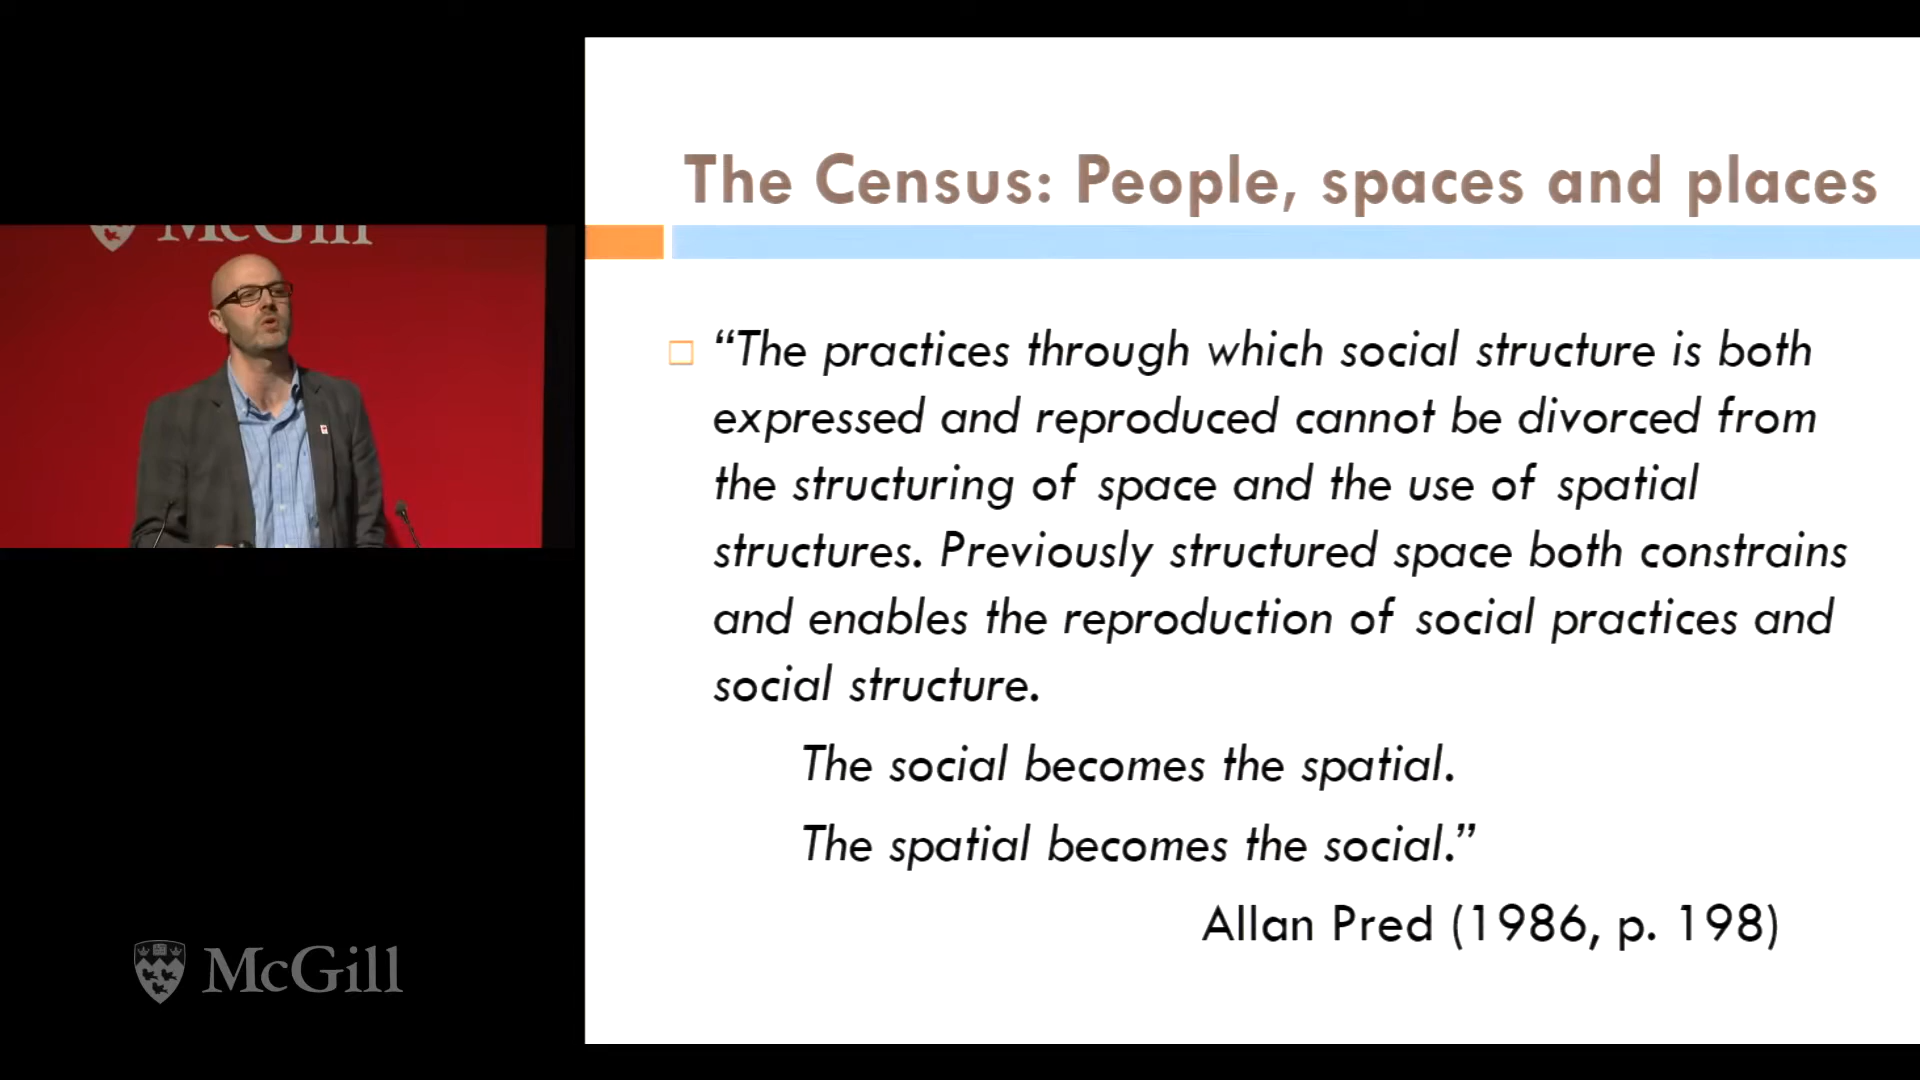 McGill
The Census: People, spaces and places
“The practices through which social structure is both
expressed and reproduced cannot be divorced from
the structuring of space and the use of spatial
structures. Previously structured space both constrains
and enables the reproduction of social practices and
social structure.
The social becomes the spatial.
The spatial becomes the social.”
Allan Pred (1986, p. 198)
McGill